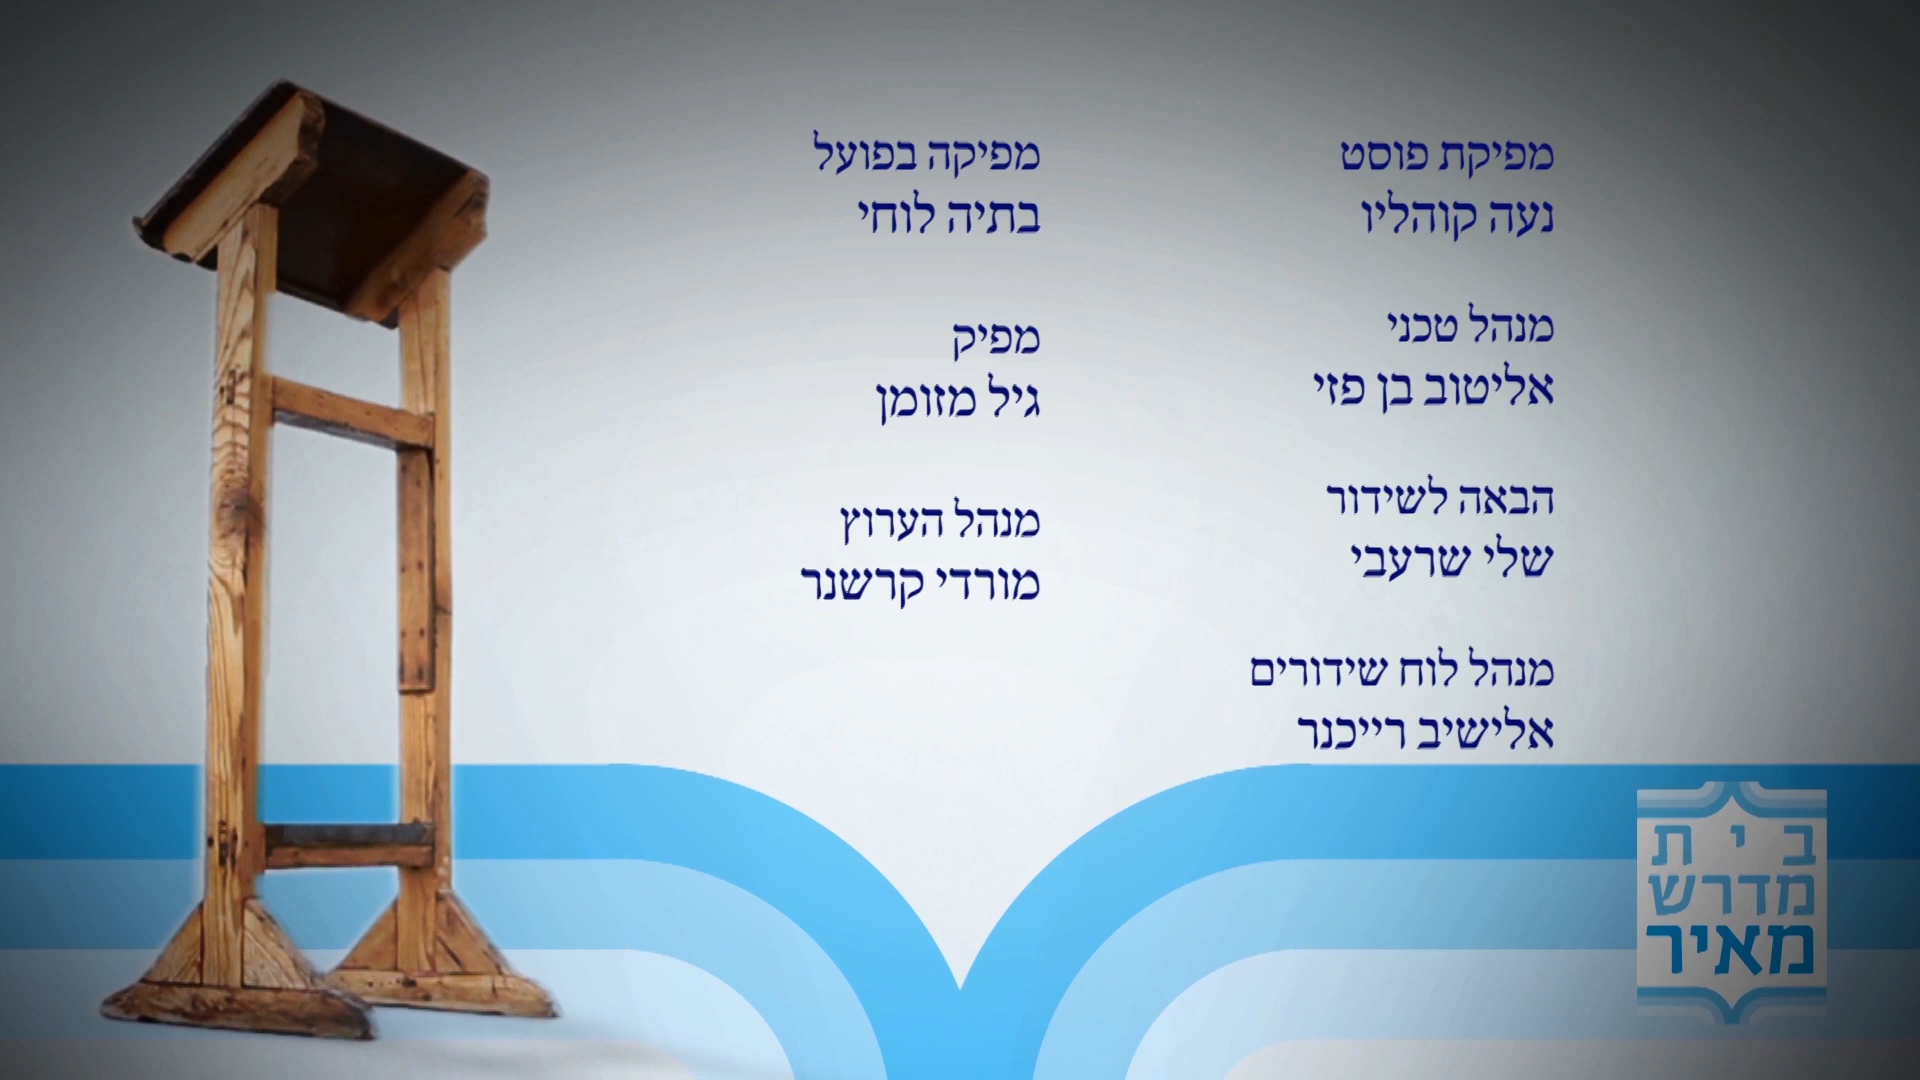 מפיקת פוסט
נעה קוהליו
מנהל טכני
אליטוב בן פזי
הבאה לשידור
שלי שרעבי
מנהל לוח שידורים
אלישיב רייכנר
מפיקה בפועל
בתיה לוחי
מפיק
גיל מזומן
מנהל הערוץ
מורדי קרשנר
בית
מדרש
מאיר